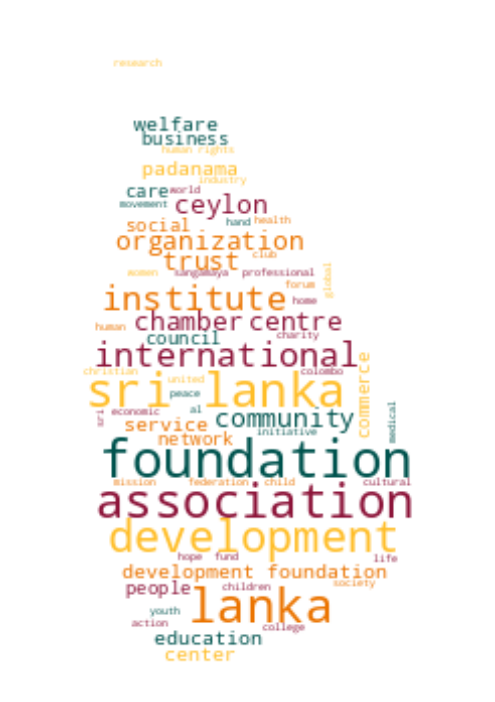 research
welfare
business
human rights
padanama
industry
care world
movement ceylon
social hand health
organization
trust club
women sangamaya professional global
forum
institute home
human chamber centre
council charity
international
christian colombo
united
sri lanka commerce
peace
sri economic al community medical
service initiative
network
foundation
mission federation child cultural
association
development
hope fund life
development foundation
people children society
lanka
youth
action college
education
center